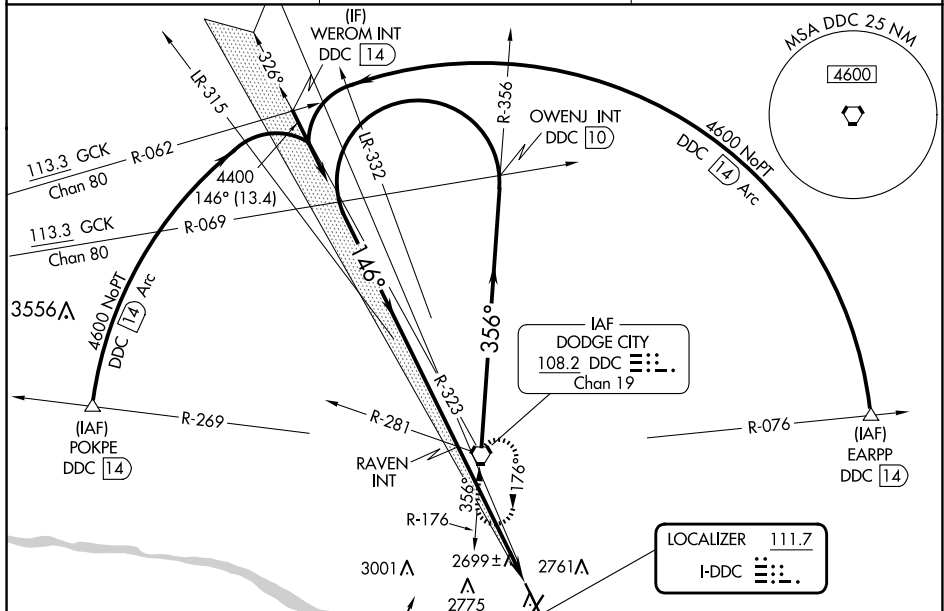 (IF)
WEROM INT
DDC 14
MSA DDC 25 NM
4600
326°
LR-315
R-356
OWENJ INT
DDC 10
LR-332
113.3 GCK
Chan 80
R-062
4400
146° (13.4)
4600 NoPT
DDC 14 Arc
113.3 GCK
Chan 80
R-069
146°
3556
4600 NoPT
DDC 14 Arc
356°
IAF
DODGE CITY
108.2 DDC
Chan 19
R-323
(IAF)
POKPE
DDC 14
R-269
R-281
R-076
(IAF)
EARPP
DDC 14
RAVEN
INT
356°
176°
R-176
3001
2699±
2761
2775
LOCALIZER 111.7
I-DDC